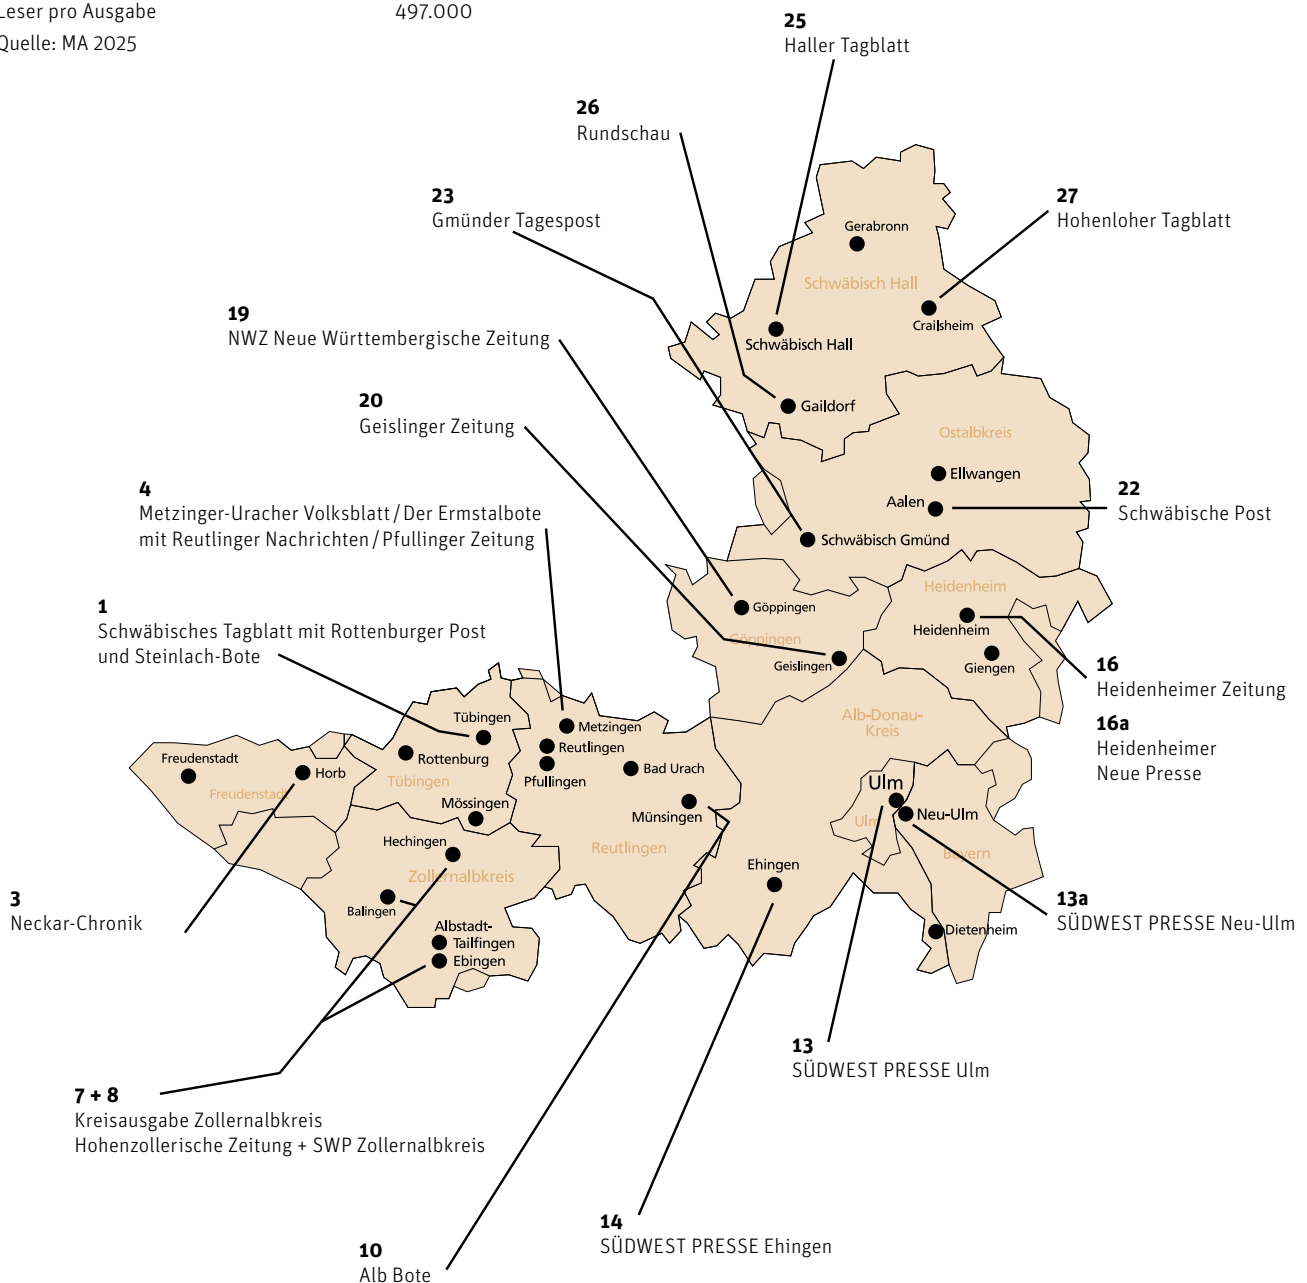 Leser pro Ausgabe 497.000
Quelle: MA 2025
25
Haller Tagblatt
26
Rundschau
23
Gmünder Tagespost
27
Hohenloher Tagblatt
19
NWZ Neue Württembergische Zeitung
20
Geislinger Zeitung
4
Metzinger-Uracher Volksblatt/Der Ermstalbote
mit Reutlinger Nachrichten/Pfullinger Zeitung
22
Schwäbische Post
1
Schwäbisches Tagblatt mit Rottenburger Post
und Steinlach-Bote
16
Heidenheimer Zeitung
16a
Heidenheimer
Neue Presse
3
Neckar-Chronik
13a
SÜDWEST PRESSE Neu-Ulm
13
SÜDWEST PRESSE Ulm
7 + 8
Kreisausgabe Zollernalbkreis
Hohenzollerische Zeitung + SWP Zollernalbkreis
14
SÜDWEST PRESSE Ehingen
10
Alb Bote
Gerabronn
Schwäbisch Hall
Crailsheim
Schwäbisch Hall
Gaildorf
Ostalbkreis
Ellwangen
Aalen
Schwäbisch Gmünd
Heidenheim
Heidenheim
Giengen
Göppingen
Göppingen
Geislingen
Alb-Donau-
Kreis
Ulm
Ulm
Neu-Ulm
Bayern
Dietenheim
Ehingen
Metzingen
Reutlingen
Pfullingen
Bad Urach
Münsingen
Reutlingen
Tübingen
Rottenburg
Tübingen
Mössingen
Freudenstadt
Horb
Freudenstadt
Hechingen
Zollernalbkreis
Balingen
Albstadt-
Tailfingen
Ebingen